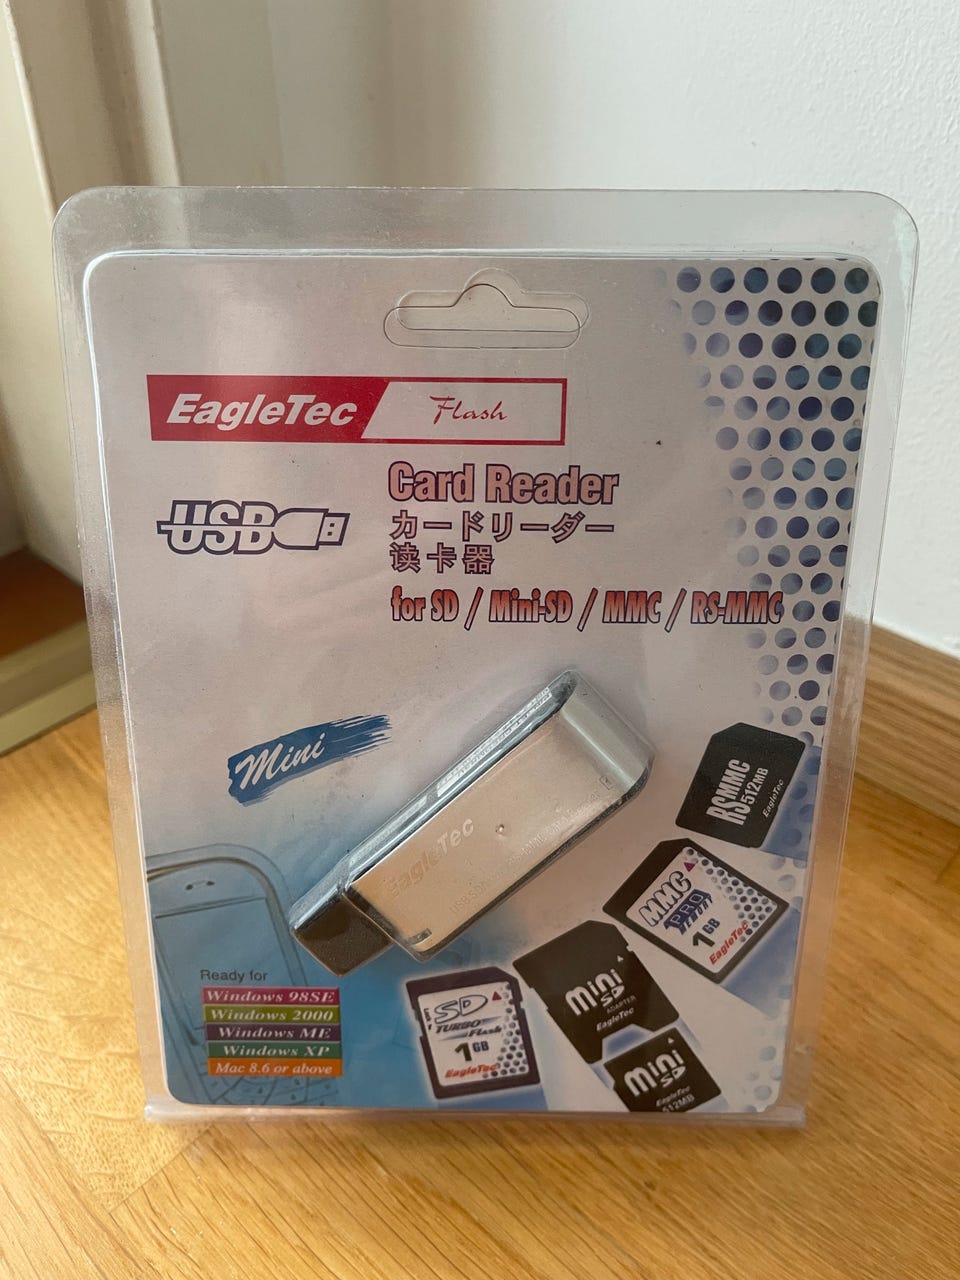 EagleTec Flash
Card Reader
USB
カードリーダー
读卡器
for SD / Mini-SD / MMC / RS-MMC
Mini
EagleTec
RSMMC
512MB
EagleTec
MMC
PRO
MEMORY
1GB
EagleTec
mini
SD
ADAPTER
EagleTec
SD
TURBO Flash
1GB
EagleTec
mini
SD
EagleTec
512MB
Ready for
Windows 98SE
Windows 2000
Windows ME
Windows XP
Mac 8.6 or above